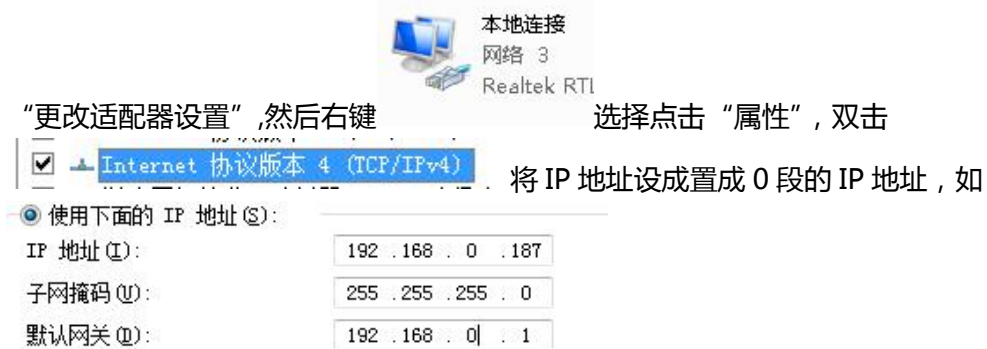 本地连接
网络 3
Realtek RTL
“更改适配器设置”,然后右键 选择点击“属性”，双击
Internet 协议版本 4 (TCP/IPv4)
将 IP 地址设成置成 0 段的 IP 地址，如
使用下面的 IP 地址(S):
IP 地址(I): 192 .168 . 0 .187
子网掩码(U): 255 .255 .255 . 0
默认网关(D): 192 .168 . 0 . 1